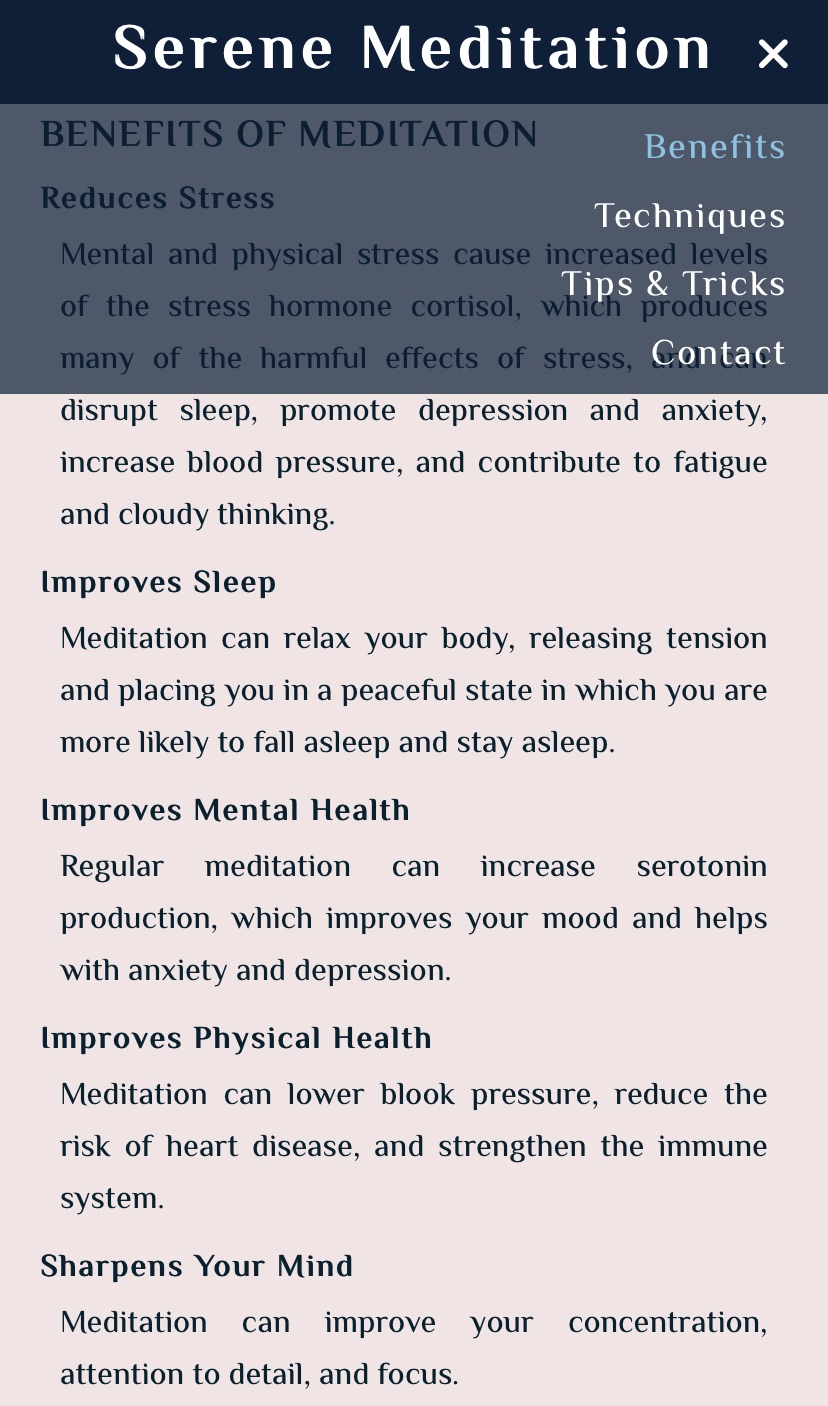 Serene Meditation ×
BENEFITS OF MEDITATION
Benefits
Reduces Stress
Techniques
Mental and physical stress cause increased levels
Tips & Tricks
of the stress hormone cortisol, which produces
Contact
many of the harmful effects of stress, and can
disrupt sleep, promote depression and anxiety,
increase blood pressure, and contribute to fatigue
and cloudy thinking.
Improves Sleep
Meditation can relax your body, releasing tension
and placing you in a peaceful state in which you are
more likely to fall asleep and stay asleep.
Improves Mental Health
Regular meditation can increase serotonin
production, which improves your mood and helps
with anxiety and depression.
Improves Physical Health
Meditation can lower blook pressure, reduce the
risk of heart disease, and strengthen the immune
system.
Sharpens Your Mind
Meditation can improve your concentration,
attention to detail, and focus.